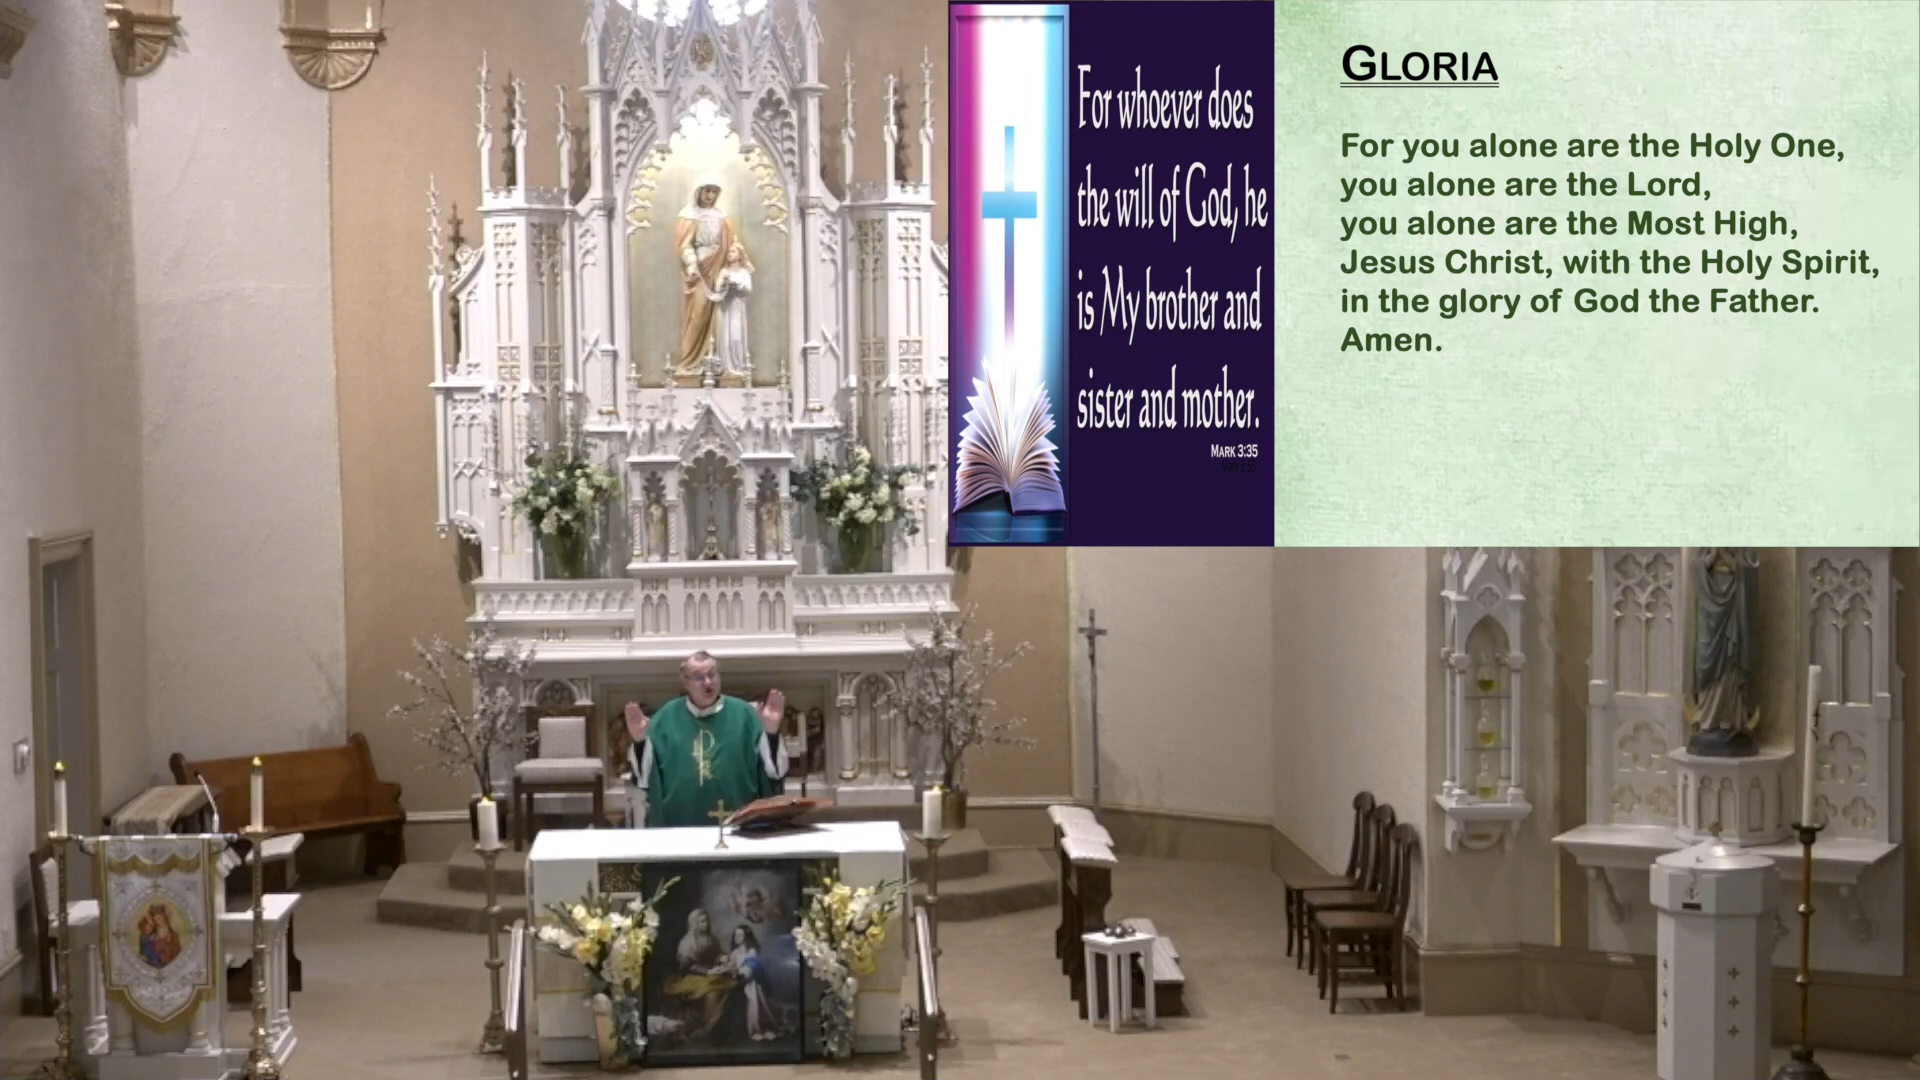 For whoever does
the will of God, he
is My brother and
sister and mother.
Mark 3:35
GLORIA
For you alone are the Holy One,
you alone are the Lord,
you alone are the Most High,
Jesus Christ, with the Holy Spirit,
in the glory of God the Father.
Amen.